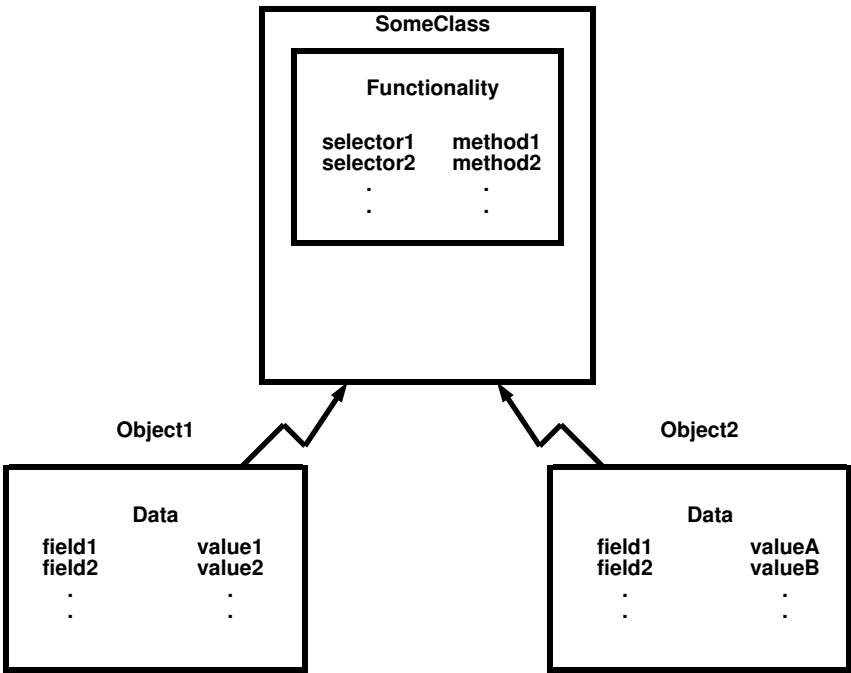 SomeClass
Functionality
selector1 method1
selector2 method2
. .
. .
Object1 Object2
Data Data
field1 value1 field1 valueA
field2 value2 field2 valueB
. . . .
. . . .